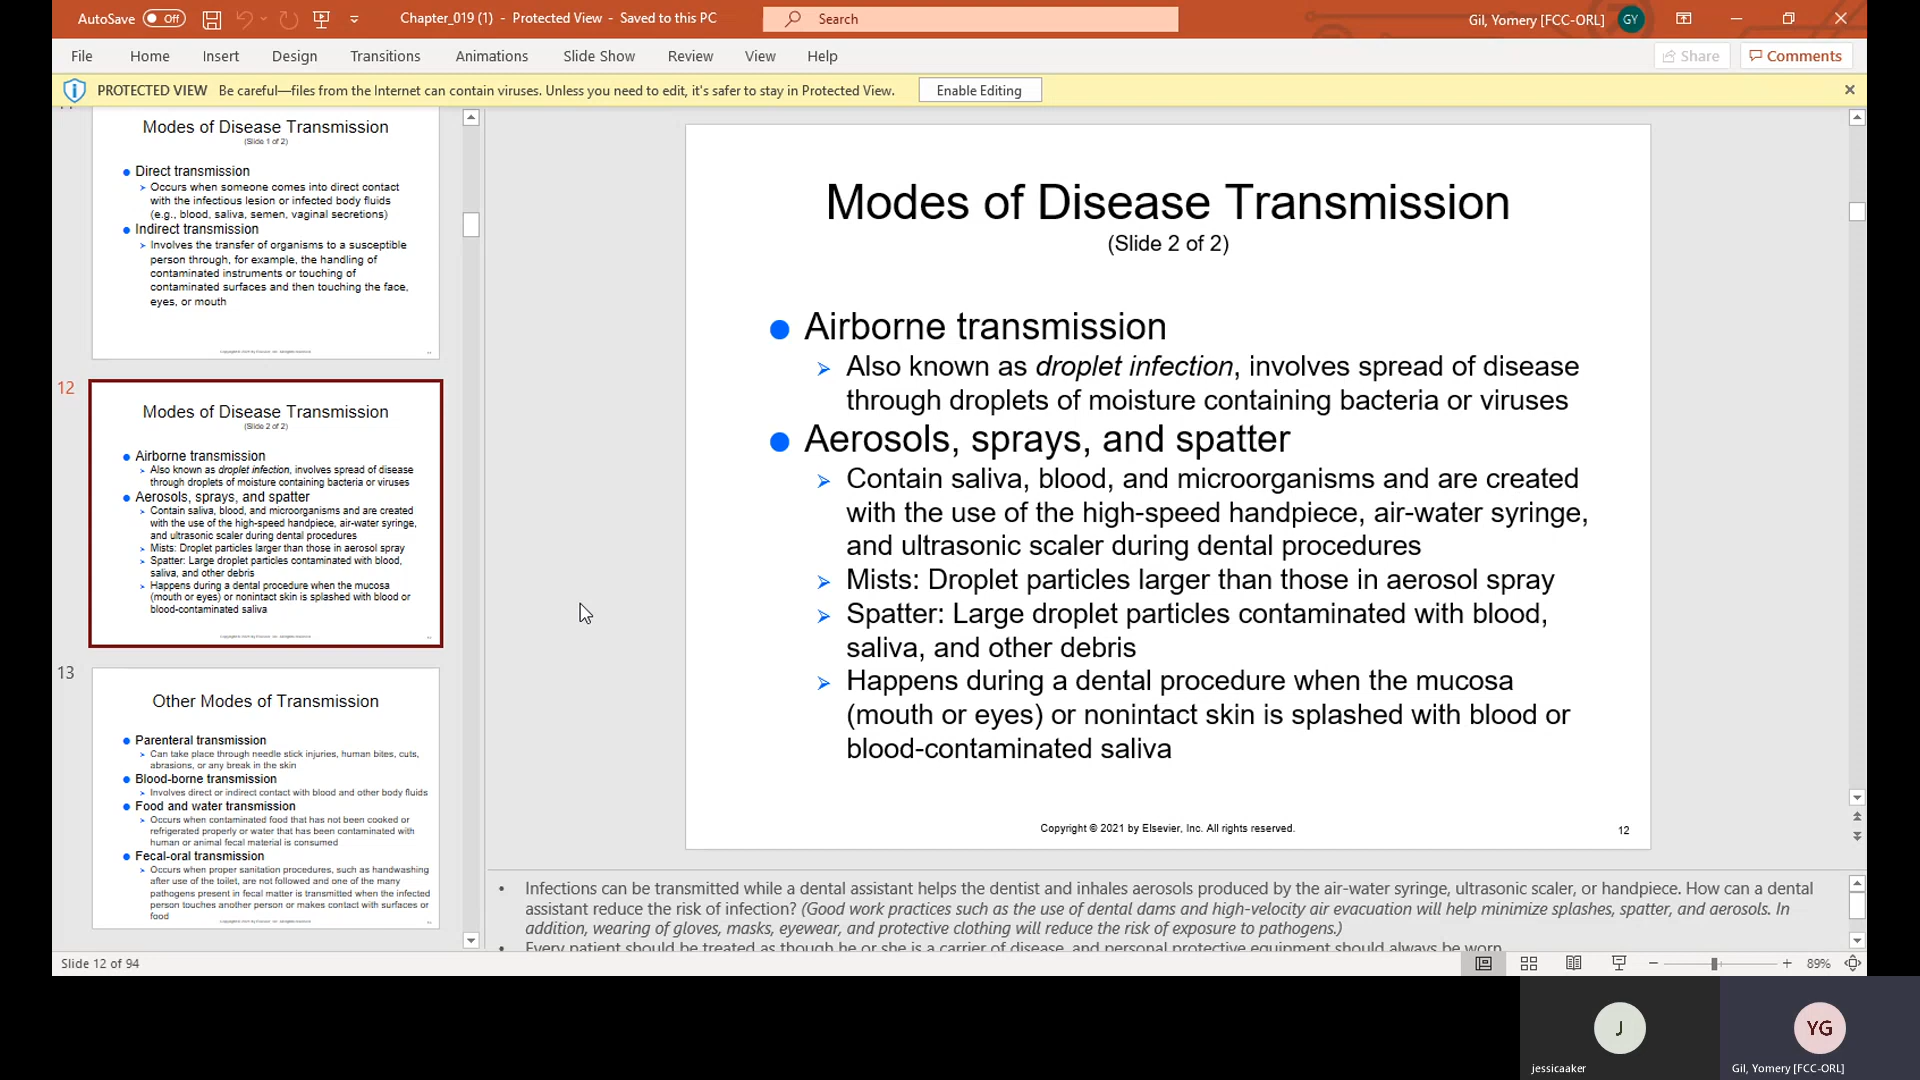 AutoSave Off Chapter_019 (1) - Protected View - Saved to this PC Search Gil, Yomery [FCC-ORL] GY
File Home Insert Design Transitions Animations Slide Show Review View Help Share Comments
PROTECTED VIEW Be careful—files from the Internet can contain viruses. Unless you need to edit, it's safer to stay in Protected View. Enable Editing
Modes of Disease Transmission
(Slide 1 of 2)
Direct transmission
Occurs when someone comes into direct contact
with the infectious lesion or infected body fluids
(e.g., blood, saliva, semen, vaginal secretions)
Indirect transmission
Involves the transfer of organisms to a susceptible
person through, for example, the handling of
contaminated instruments or touching of
contaminated surfaces and then touching the face,
eyes, or mouth
12
Modes of Disease Transmission
(Slide 2 of 2)
Airborne transmission
Also known as droplet infection, involves spread of disease
through droplets of moisture containing bacteria or viruses
Aerosols, sprays, and spatter
Contain saliva, blood, and microorganisms and are created
with the use of the high-speed handpiece, air-water syringe,
and ultrasonic scaler during dental procedures
Mists: Droplet particles larger than those in aerosol spray
Spatter: Large droplet particles contaminated with blood,
saliva, and other debris
Happens during a dental procedure when the mucosa
(mouth or eyes) or nonintact skin is splashed with blood or
blood-contaminated saliva
13
Other Modes of Transmission
Parenteral transmission
Can take place through needle stick injuries, human bites, cuts,
abrasions, or any break in the skin
Blood-borne transmission
Involves direct or indirect contact with blood and other body fluids
Food and water transmission
Occurs when contaminated food that has not been cooked or
refrigerated properly or water that has been contaminated with
human or animal fecal material is consumed
Fecal-oral transmission
Occurs when proper sanitation procedures, such as handwashing
after use of the toilet, are not followed and one of the many
pathogens present in fecal matter is transmitted when the infected
person touches another person or makes contact with surfaces or
food
Modes of Disease Transmission
(Slide 2 of 2)
Airborne transmission
Also known as droplet infection, involves spread of disease
through droplets of moisture containing bacteria or viruses
Aerosols, sprays, and spatter
Contain saliva, blood, and microorganisms and are created
with the use of the high-speed handpiece, air-water syringe,
and ultrasonic scaler during dental procedures
Mists: Droplet particles larger than those in aerosol spray
Spatter: Large droplet particles contaminated with blood,
saliva, and other debris
Happens during a dental procedure when the mucosa
(mouth or eyes) or nonintact skin is splashed with blood or
blood-contaminated saliva
Copyright © 2021 by Elsevier, Inc. All rights reserved. 12
Infections can be transmitted while a dental assistant helps the dentist and inhales aerosols produced by the air-water syringe, ultrasonic scaler, or handpiece. How can a dental
assistant reduce the risk of infection? (Good work practices such as the use of dental dams and high-velocity air evacuation will help minimize splashes, spatter, and aerosols. In
addition, wearing of gloves, masks, eyewear, and protective clothing will reduce the risk of exposure to pathogens.)
Every patient should be treated as though he or she is a carrier of disease, and personal protective equipment should always be worn.
Slide 12 of 94 89%
J YG
jessicaaker Gil, Yomery [FCC-ORL]